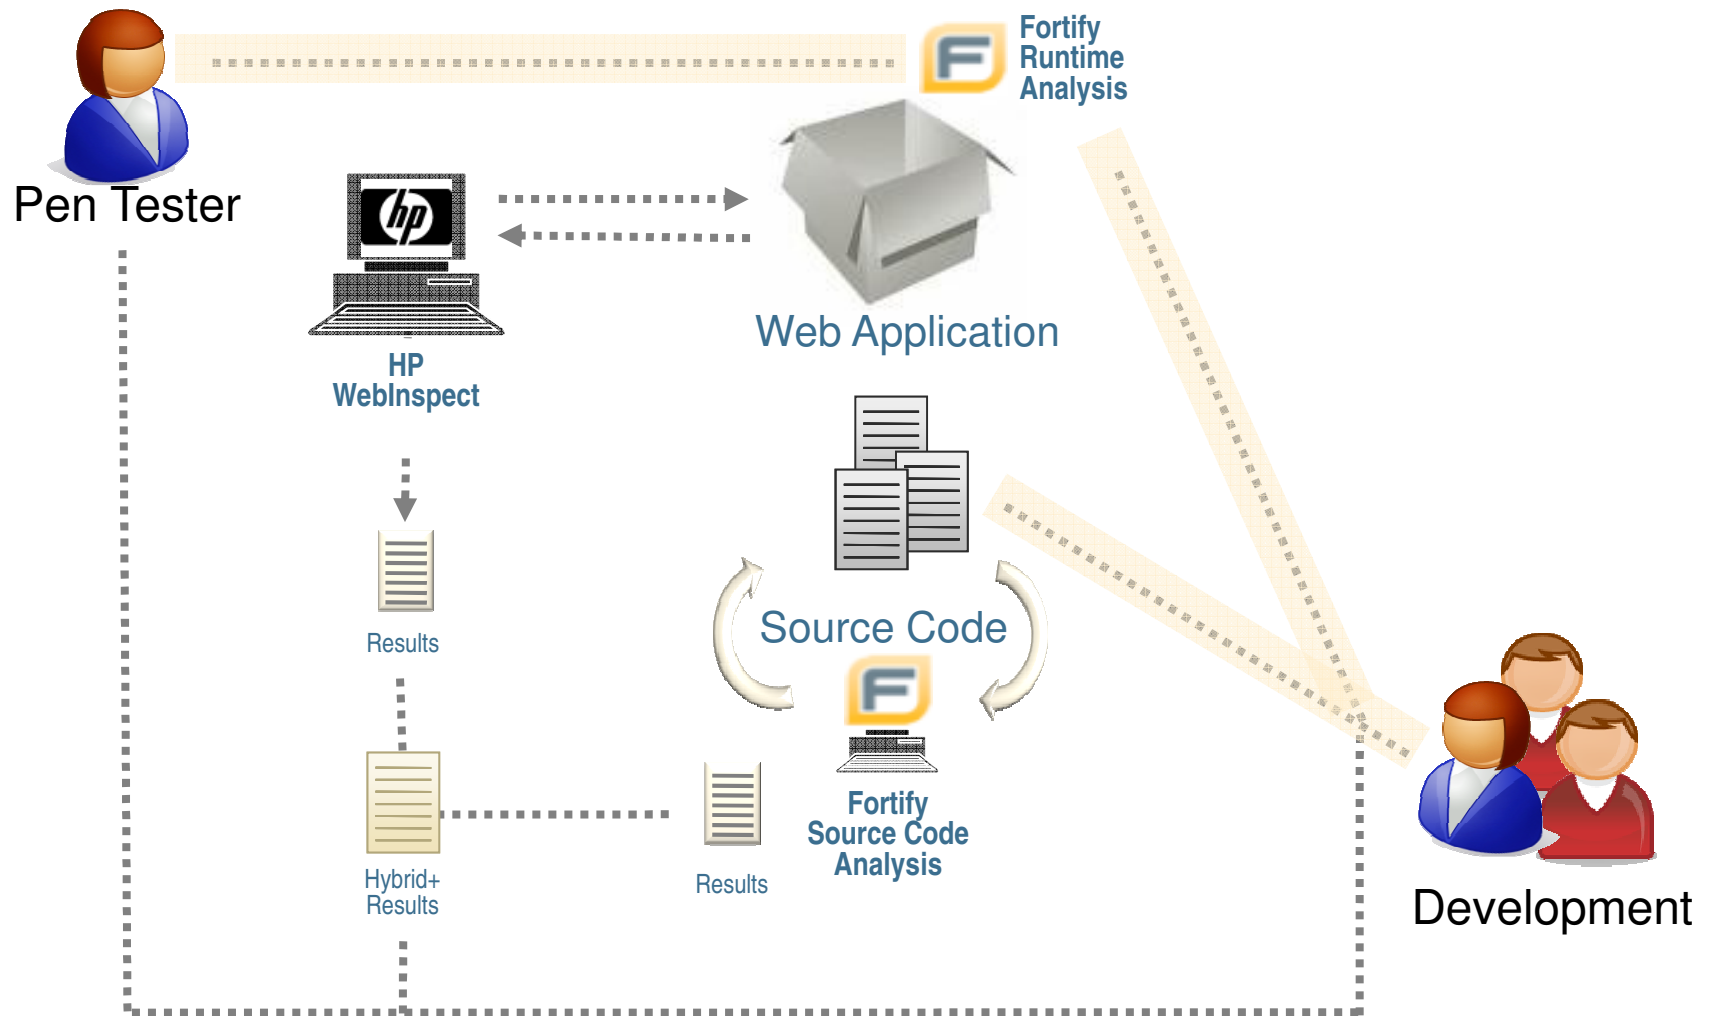 Fortify
Runtime
Analysis
F
Pen Tester
hp
Web Application
HP
WebInspect
Source Code
Results
F
Fortify
Source Code
Analysis
Hybrid+
Results
Results
Development